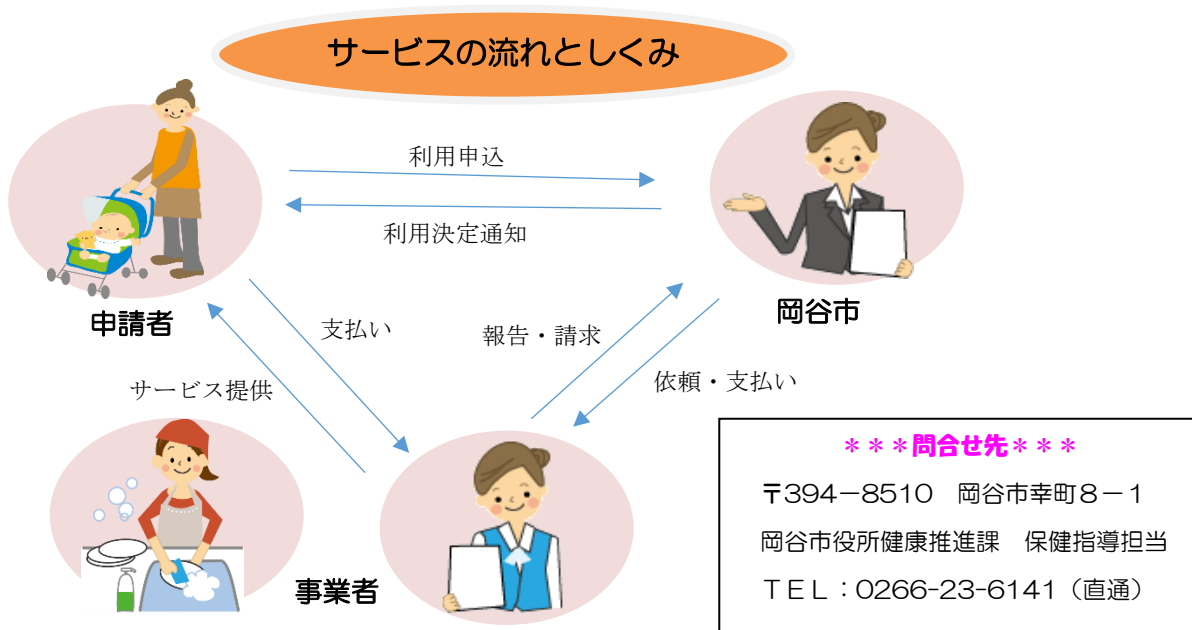 サービスの流れとしくみ
利用申込
利用決定通知
申請者
岡谷市
支払い
報告・請求
サービス提供
依頼・支払い
事業者
＊＊＊問合せ先＊＊＊
〒394－8510　岡谷市幸町８－１
岡谷市役所健康推進課　保健指導担当
ＴＥＬ：0266-23-6141（直通）